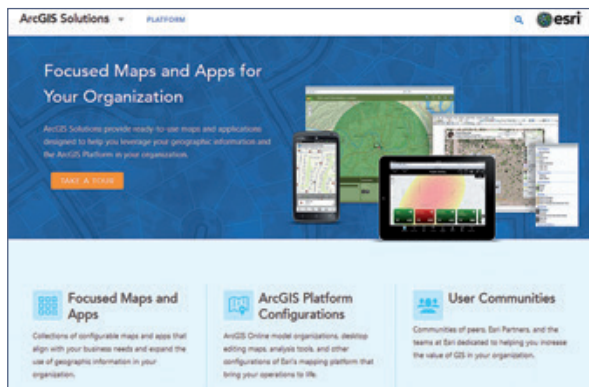 ArcGIS Solutions PLATFORM esri
Focused Maps and Apps for
Your Organization
ArcGIS Solutions provide ready-to-use maps and applications
designed to help you leverage your geographic information and
the ArcGIS Platform in your organization.
TAKE A TOUR
Focused Maps and
Apps
Collections of configurable maps and apps that
align with your business needs and expand the
use of geographic information in your
organization.
ArcGIS Platform
Configurations
ArcGIS Online model organizations, desktop
editing maps, analysis tools, and other
configurations of Esri's mapping platform that
bring your operations to life.
User Communities
Communities of peers, Esri Partners, and the
teams at Esri dedicated to helping you increase
the value of GIS in your organization.